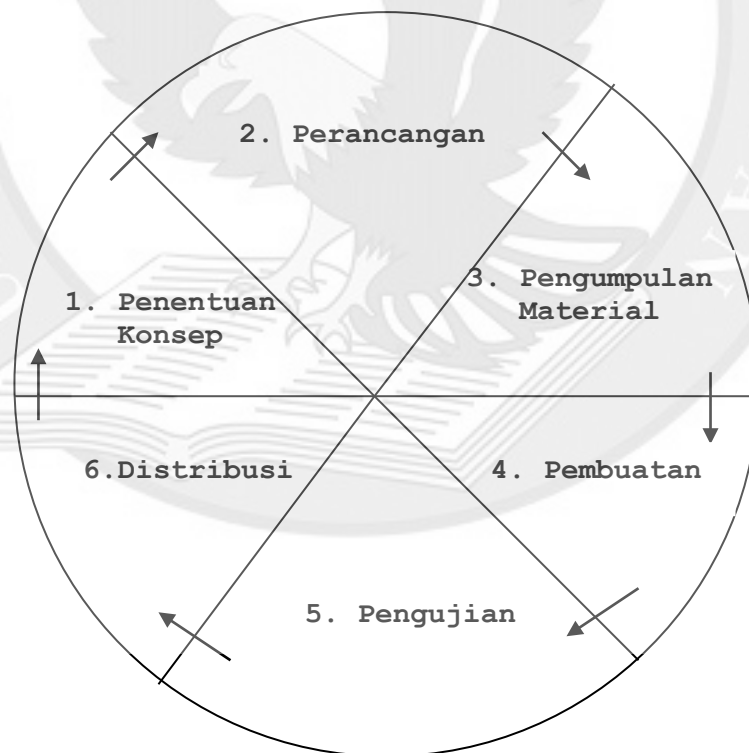 2. Perancangan
3. Pengumpulan
Material
1. Penentuan
Konsep
6.Distribusi
4. Pembuatan
5. Pengujian